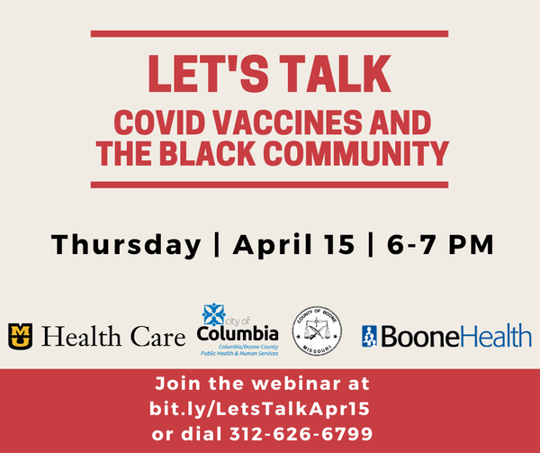 LET'S TALK
COVID VACCINES AND
THE BLACK COMMUNITY
Thursday | April 15 | 6-7 PM
MU Health Care
city of
Columbia
Columbia/Boone County
Public Health & Human Services
COUNTY OF BOONE
MISSOURI
BooneHealth
Join the webinar at
bit.ly/LetsTalkApr15
or dial 312-626-6799